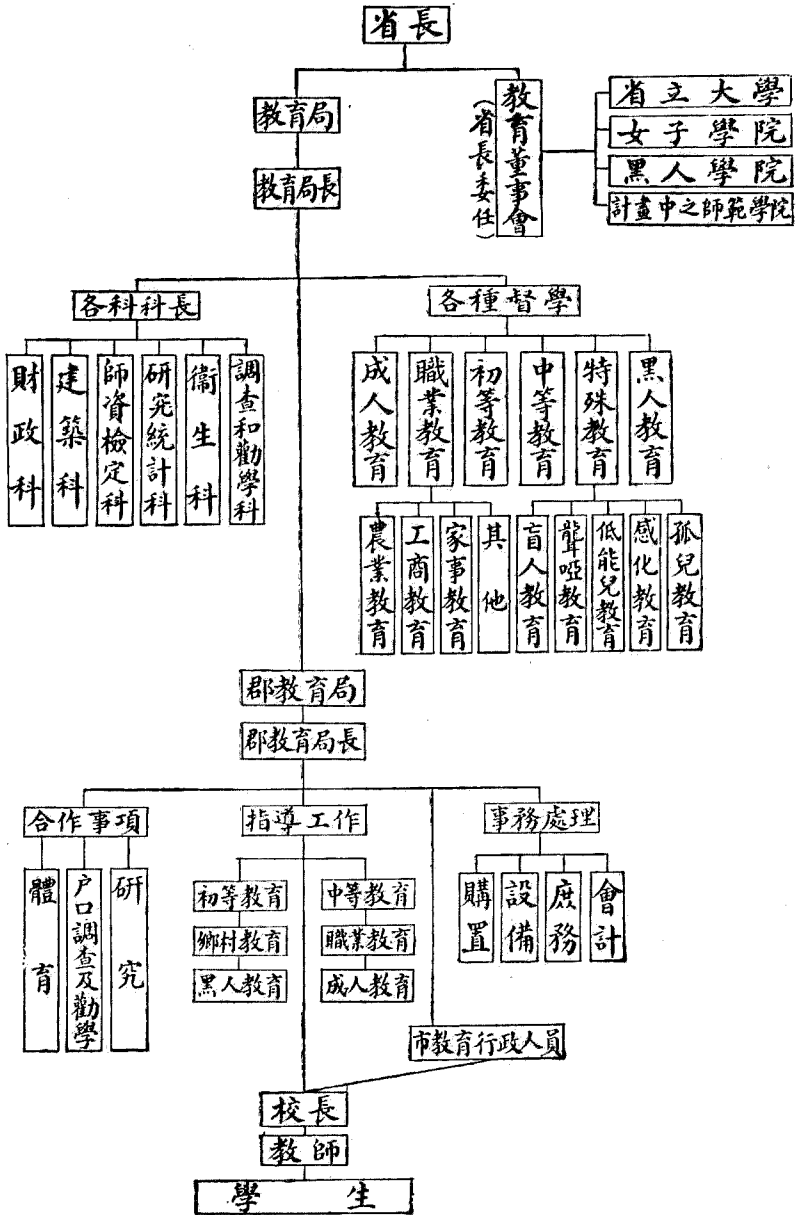 省長
教育局
教育董事會
(省長委任)
省立大學
女子學院
黑人學院
計畫中之師範學院
教育局長
各科科長
各種督學
財政科
建築科
師資檢定科
研究統計科
衞生科
調查和勸學科
成人教育
職業教育
初等教育
中等教育
特殊教育
黑人教育
農業教育
工商教育
家事教育
其他
盲人教育
聾啞教育
低能兒教育
感化教育
孤兒教育
郡教育局
郡教育局長
合作事項
指導工作
事務處理
體育
戶口調查及勸學
研究
初等教育
鄉村教育
黑人教育
中等教育
職業教育
成人教育
購置
設備
庶務
會計
市教育行政人員
校長
教師
學生